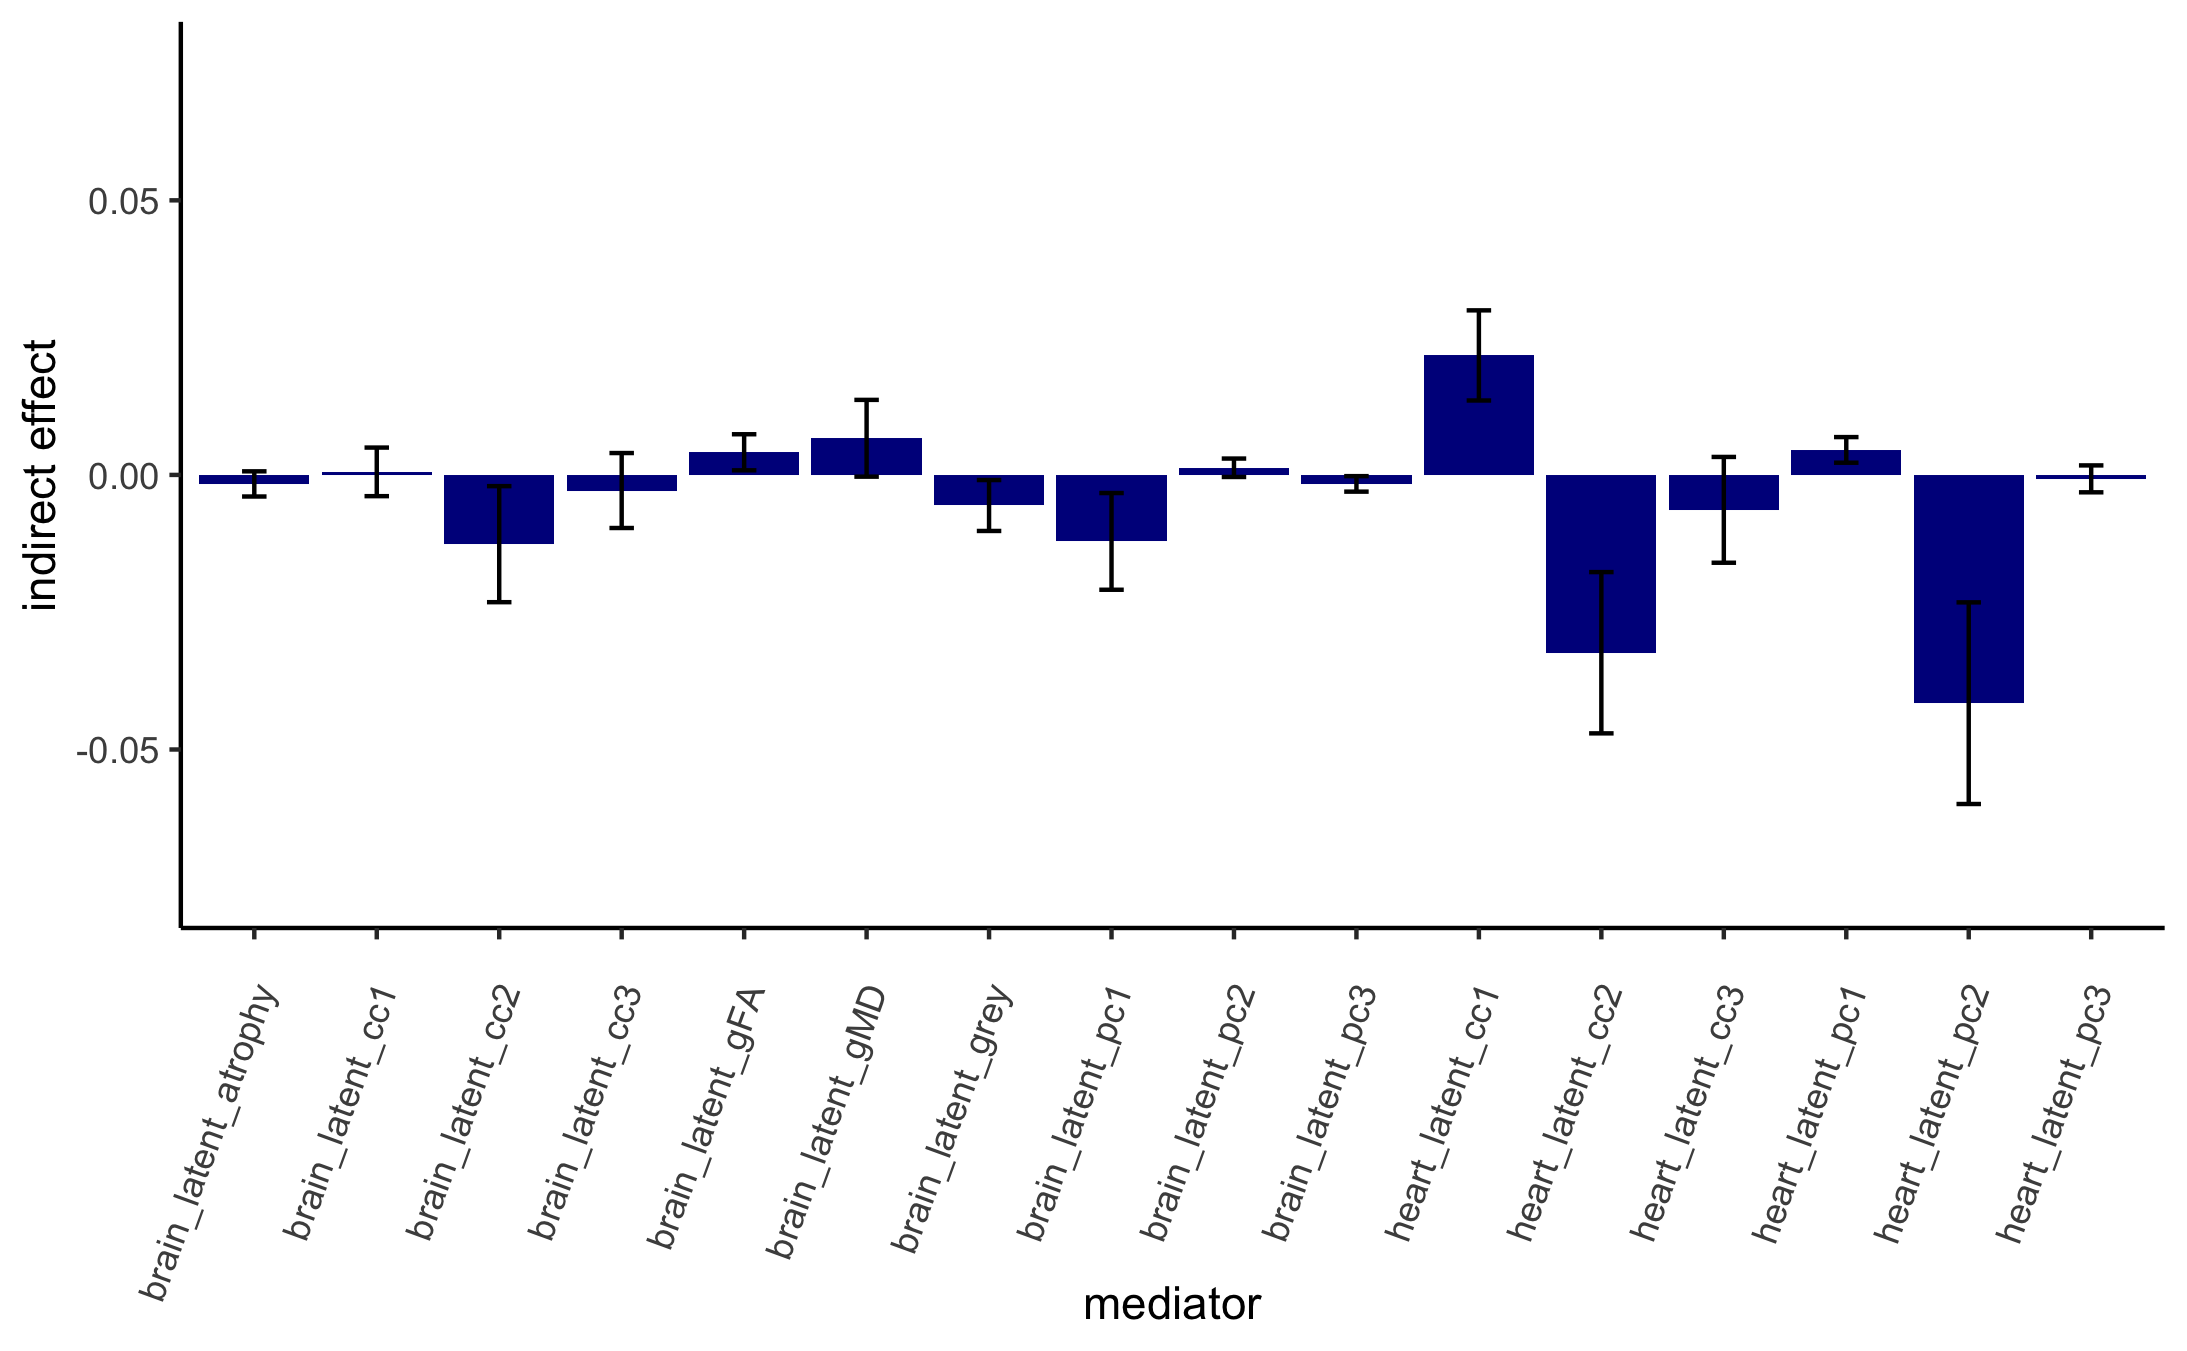 indirect effect
0.05
0.00
-0.05
brain_latent_atrophy
brain_latent_cc1
brain_latent_cc2
brain_latent_cc3
brain_latent_gFA
brain_latent_gMD
brain_latent_grey
brain_latent_pc1
brain_latent_pc2
brain_latent_pc3
heart_latent_cc1
heart_latent_cc2
heart_latent_cc3
heart_latent_pc1
heart_latent_pc2
heart_latent_pc3
mediator